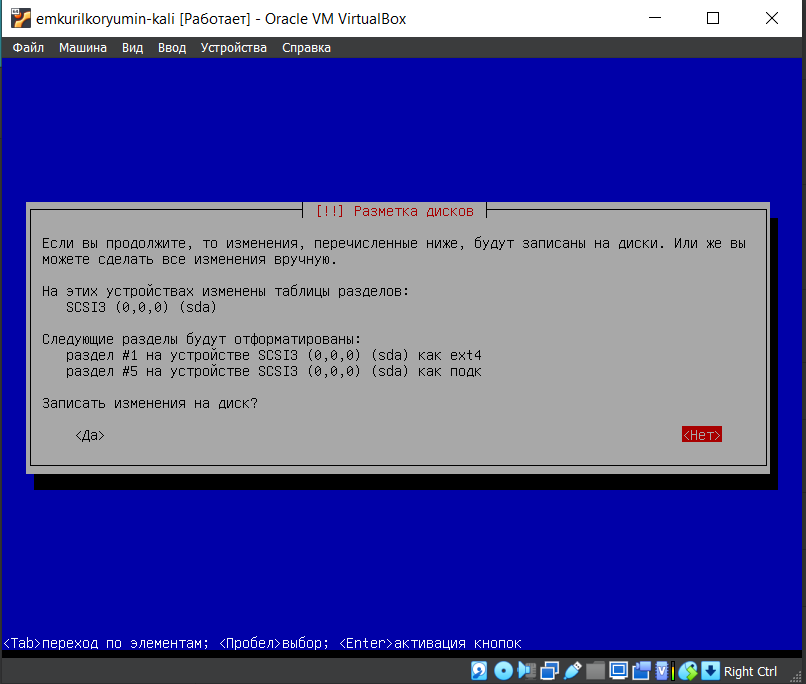 emkurilkoryumin-kali [Работает] - Oracle VM VirtualBox
Файл Машина Вид Ввод Устройства Справка
[!!] Разметка дисков
Если вы продолжите, то изменения, перечисленные ниже, будут записаны на диски. Или же вы
можете сделать все изменения вручную.
На этих устройствах изменены таблицы разделов:
SCSI3 (0,0,0) (sda)
Следующие разделы будут отформатированы:
раздел #1 на устройстве SCSI3 (0,0,0) (sda) как ext4
раздел #5 на устройстве SCSI3 (0,0,0) (sda) как подк
Записать изменения на диск?
<Да> <Нет>
<Tab>переход по элементам; <Пробел>выбор; <Enter>активация кнопок
Right Ctrl